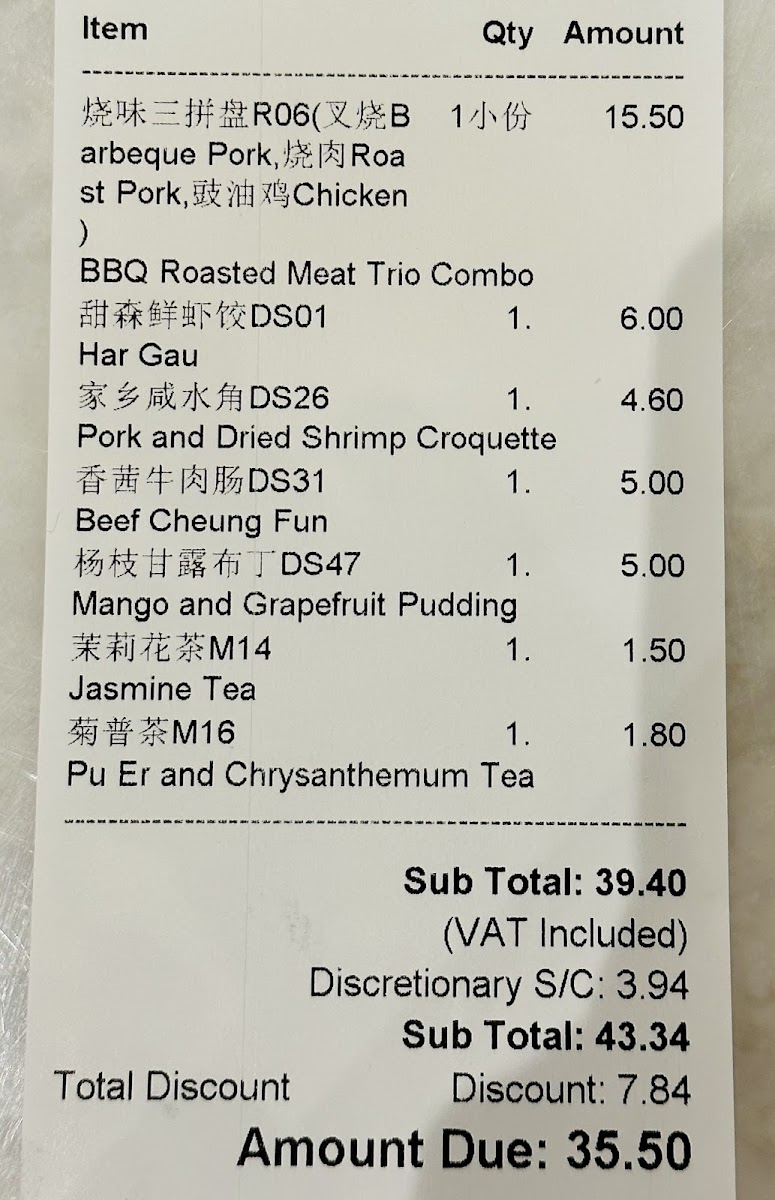 Item Qty Amount
烧味三拼盘R06(叉烧B 1小份 15.50
arbeque Pork,烧肉Roa
st Pork,豉油鸡Chicken
)
BBQ Roasted Meat Trio Combo
甜森鲜虾饺DS01 1. 6.00
Har Gau
家乡咸水角DS26 1. 4.60
Pork and Dried Shrimp Croquette
香茜牛肉肠DS31 1. 5.00
Beef Cheung Fun
杨枝甘露布丁DS47 1. 5.00
Mango and Grapefruit Pudding
茉莉花茶M14 1. 1.50
Jasmine Tea
菊普茶M16 1. 1.80
Pu Er and Chrysanthemum Tea
Sub Total: 39.40
(VAT Included)
Discretionary S/C: 3.94
Sub Total: 43.34
Total Discount Discount: 7.84
Amount Due: 35.50